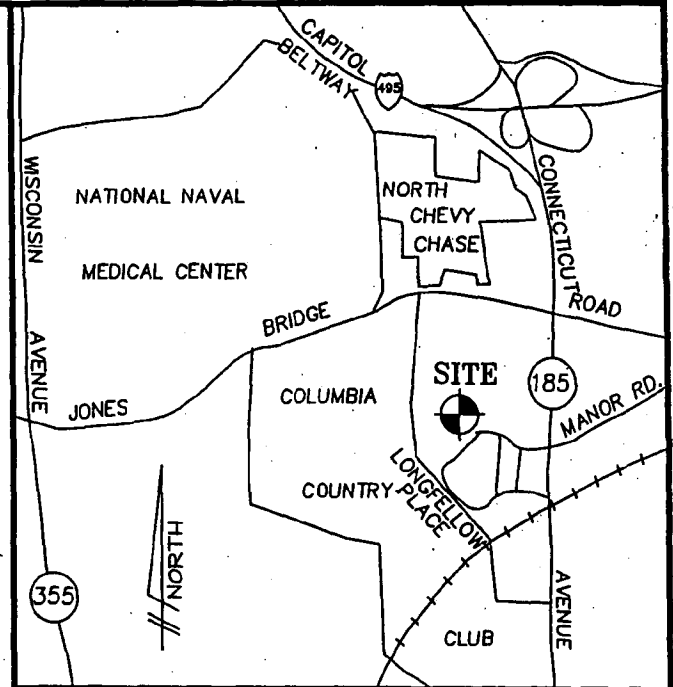 CAPITOL
BELTWAY
495
WISCONSIN
AVENUE
NATIONAL NAVAL
MEDICAL CENTER
NORTH
CHEVY
CHASE
CONNECTICUT
AVENUE
JONES
BRIDGE
ROAD
SITE
185
MANOR RD.
COLUMBIA
COUNTRY
CLUB
LONGFELLOW
PLACE
NORTH
355